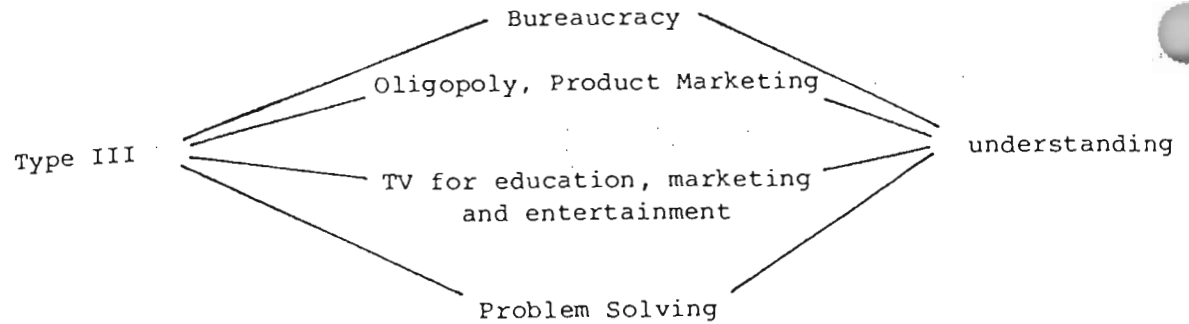 Bureaucracy
Oligopoly, Product Marketing
Type III
understanding
TV for education, marketing
and entertainment
Problem Solving